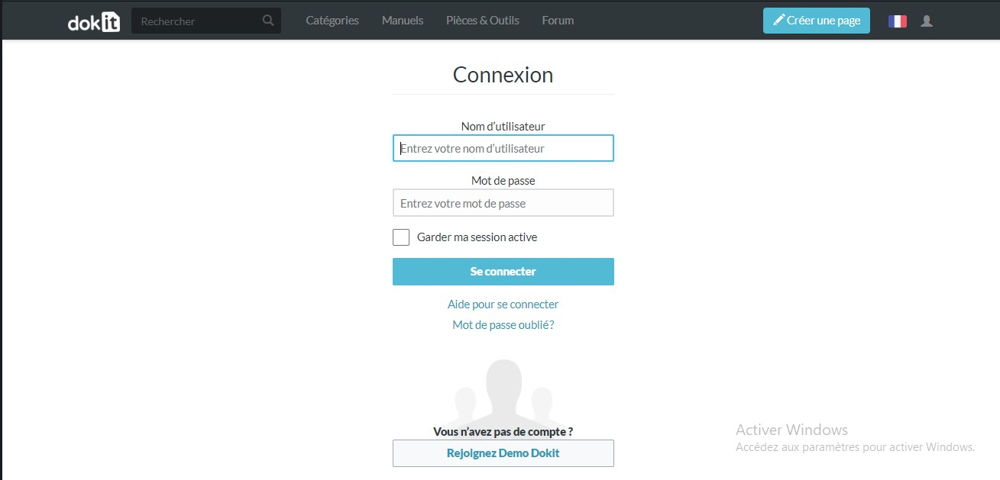 dokit Rechercher Catégories Manuels Pièces & Outils Forum Créer une page
Connexion
Nom d’utilisateur
Entrez votre nom d’utilisateur
Mot de passe
Entrez votre mot de passe
Garder ma session active
Se connecter
Aide pour se connecter
Mot de passe oublié ?
Vous n’avez pas de compte ?
Rejoignez Demo Dokit
Activer Windows
Accédez aux paramètres pour activer Windows.